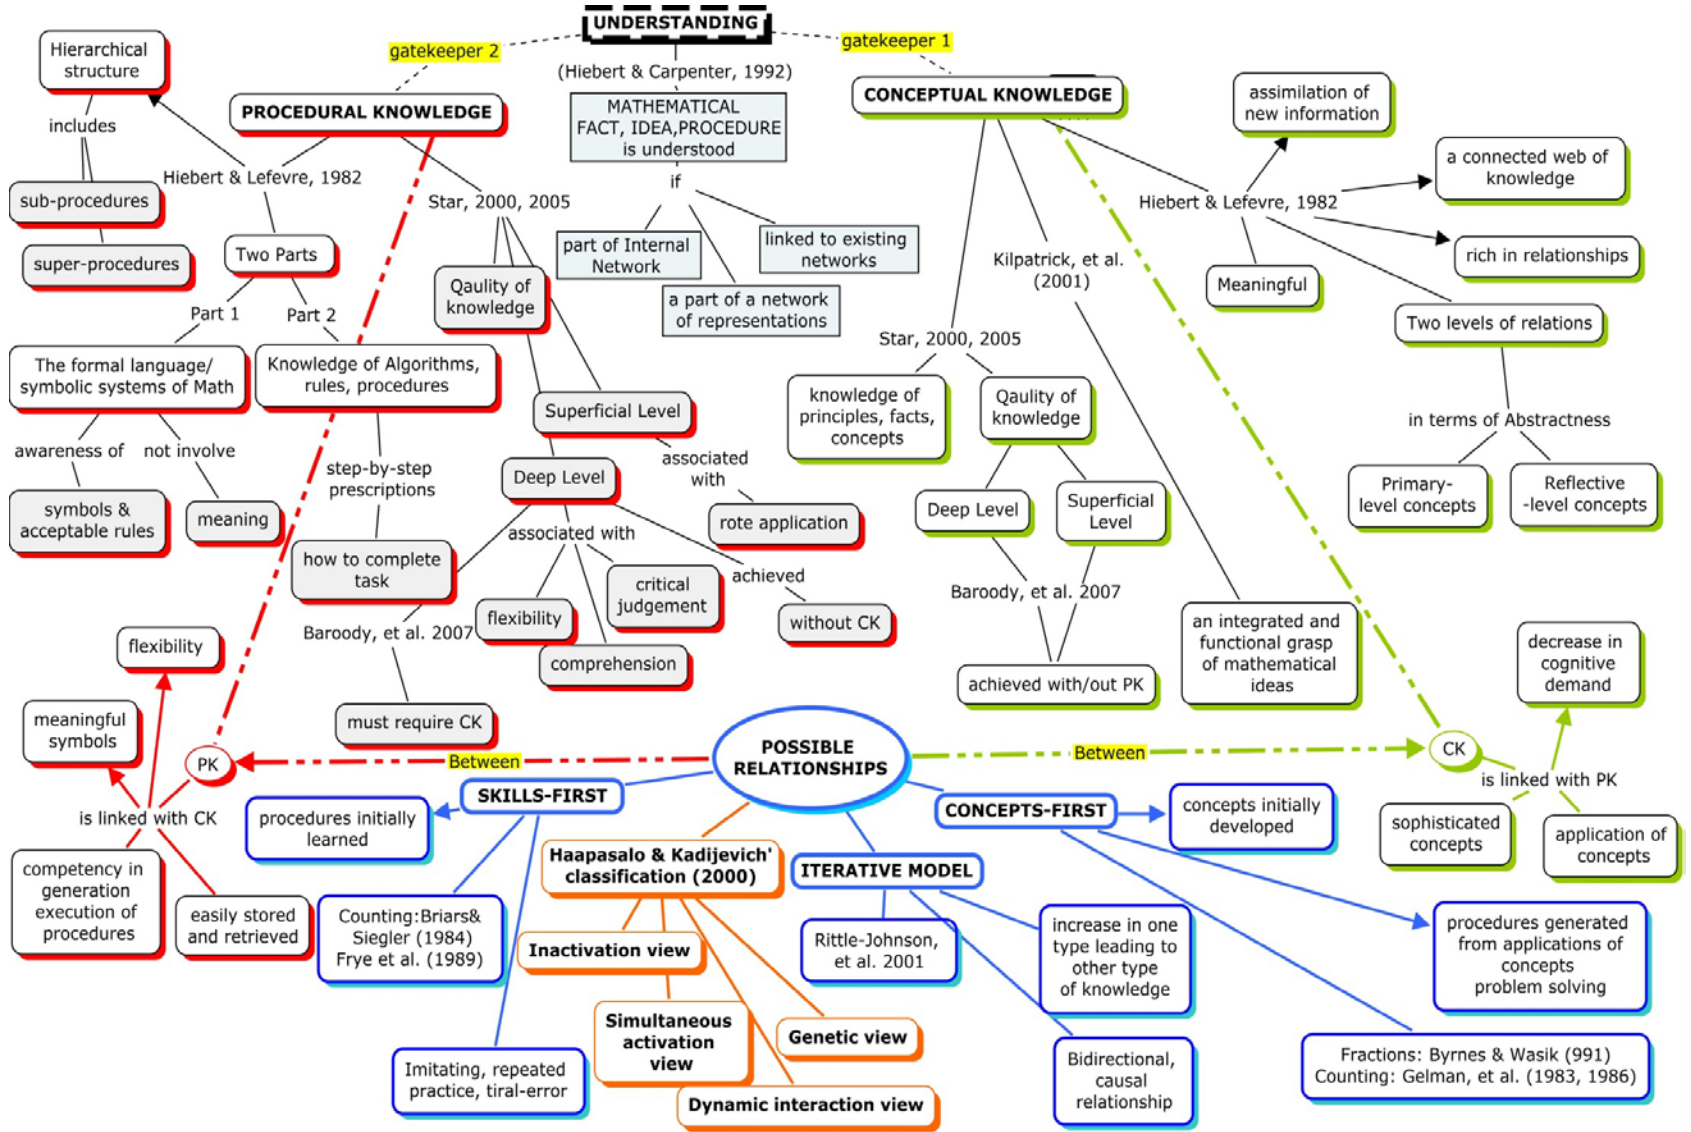 UNDERSTANDING
gatekeeper 2
gatekeeper 1
(Hiebert & Carpenter, 1992)
MATHEMATICAL
FACT, IDEA,PROCEDURE
is understood
if
part of Internal
Network
linked to existing
networks
a part of a network
of representations
PROCEDURAL KNOWLEDGE
Hierarchical
structure
includes
sub-procedures
super-procedures
Hiebert & Lefevre, 1982
Two Parts
Part 1
Part 2
The formal language/
symbolic systems of Math
Knowledge of Algorithms,
rules, procedures
awareness of
not involve
symbols &
acceptable rules
meaning
step-by-step
prescriptions
how to complete
task
Star, 2000, 2005
Qaulity of
knowledge
Superficial Level
associated
with
rote application
Deep Level
associated with
flexibility
critical
judgement
comprehension
achieved
without CK
Baroody, et al. 2007
must require CK
CONCEPTUAL KNOWLEDGE
Hiebert & Lefevre, 1982
assimilation of
new information
a connected web of
knowledge
rich in relationships
Meaningful
Two levels of relations
in terms of Abstractness
Primary-
level concepts
Reflective
-level concepts
Kilpatrick, et al.
(2001)
an integrated and
functional grasp
of mathematical
ideas
Star, 2000, 2005
knowledge of
principles, facts,
concepts
Qaulity of
knowledge
Deep Level
Superficial
Level
Baroody, et al. 2007
achieved with/out PK
POSSIBLE
RELATIONSHIPS
Between
Between
PK
is linked with CK
flexibility
meaningful
symbols
competency in
generation
execution of
procedures
easily stored
and retrieved
CK
is linked with PK
decrease in
cognitive
demand
sophisticated
concepts
application of
concepts
SKILLS-FIRST
procedures initially
learned
Counting:Briars&
Siegler (1984)
Frye et al. (1989)
Imitating, repeated
practice, tiral-error
Haapasalo & Kadijevich'
classification (2000)
Inactivation view
Simultaneous
activation
view
Genetic view
Dynamic interaction view
ITERATIVE MODEL
Rittle-Johnson,
et al. 2001
increase in one
type leading to
other type
of knowledge
Bidirectional,
causal
relationship
CONCEPTS-FIRST
concepts initially
developed
procedures generated
from applications of
concepts
problem solving
Fractions: Byrnes & Wasik (991)
Counting: Gelman, et al. (1983, 1986)